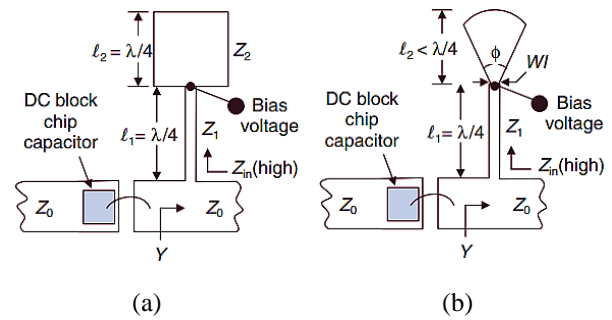 ℓ₂ = λ/4
Z₂
Bias
voltage
ℓ₁ = λ/4
Z₁
DC block
chip
capacitor
Zᵢₙ(high)
Z₀
Z₀
Y
(a)
ℓ₂ < λ/4
ϕ
WI
Bias
voltage
ℓ₁ = λ/4
Z₁
DC block
chip
capacitor
Zᵢₙ(high)
Z₀
Z₀
Y
(b)